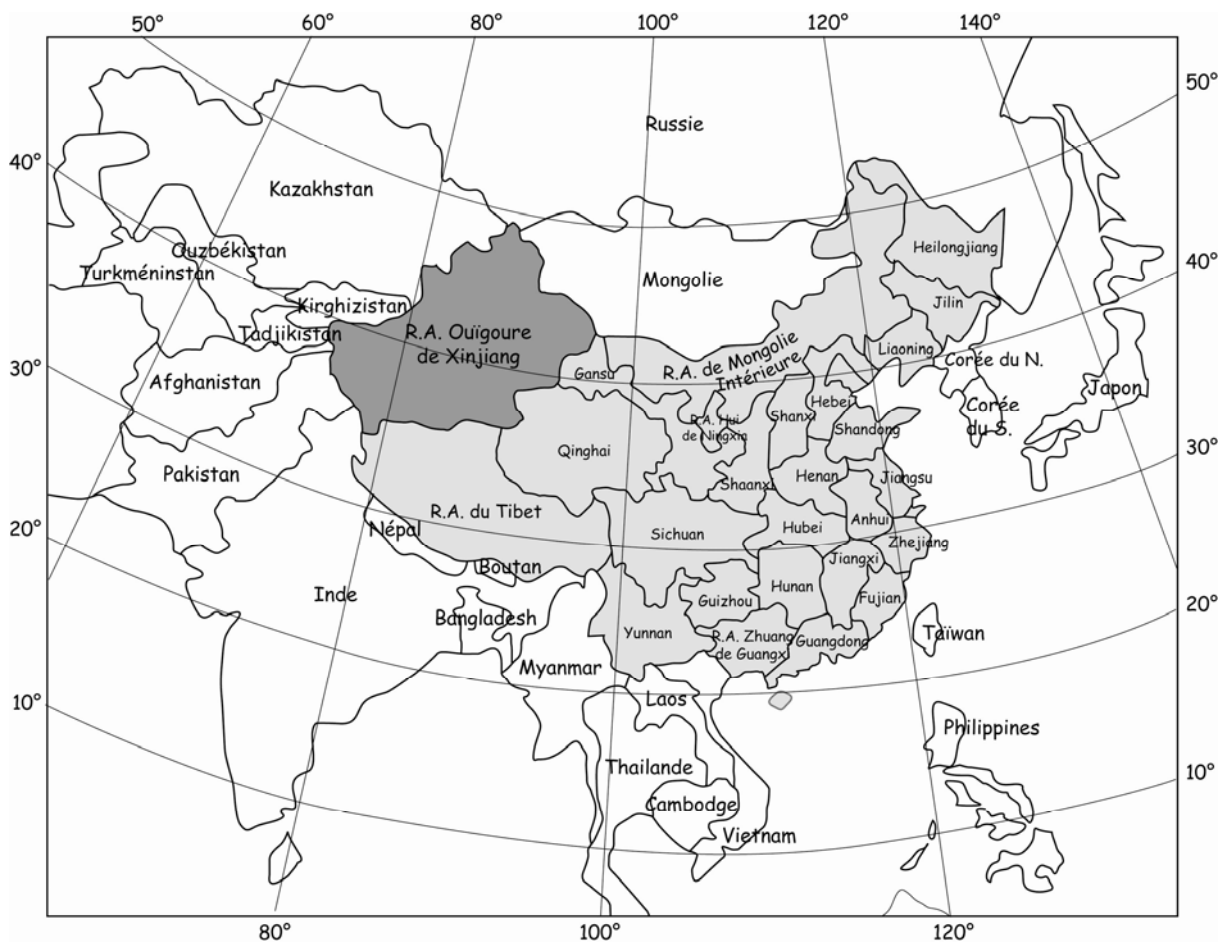 50° 60° 80° 100° 120° 140°
50°
Russie
40°
Kazakhstan
Heilongjiang
Ouzbékistan
40°
Turkméninstan
Mongolie
Kirghizistan
Jilin
Tadjikistan
R.A. Ouïgoure
de Xinjiang
R.A. de Mongolie
Intérieure
Liaoning
Corée du N.
30°
Afghanistan
Gansu
Japon
Hebei
Corée
du S.
Shanxi
R.A. Hui
de Ningxin
Shandong
30°
Qinghai
Pakistan
Henan
Jiangsu
Shaanxi
R.A. du Tibet
Anhui
20°
Népal
Sichuan
Hubei
Zhejiang
Jiangxi
Boutan
Inde
Hunan
Guizhou
Fujian
20°
Bangladesh
Yunnan
R.A. Zhuang
de Guangxi
Guangdong
Taïwan
Myanmar
10°
Laos
Philippines
Thailande
10°
Cambodge
Vietnam
80° 100° 120°